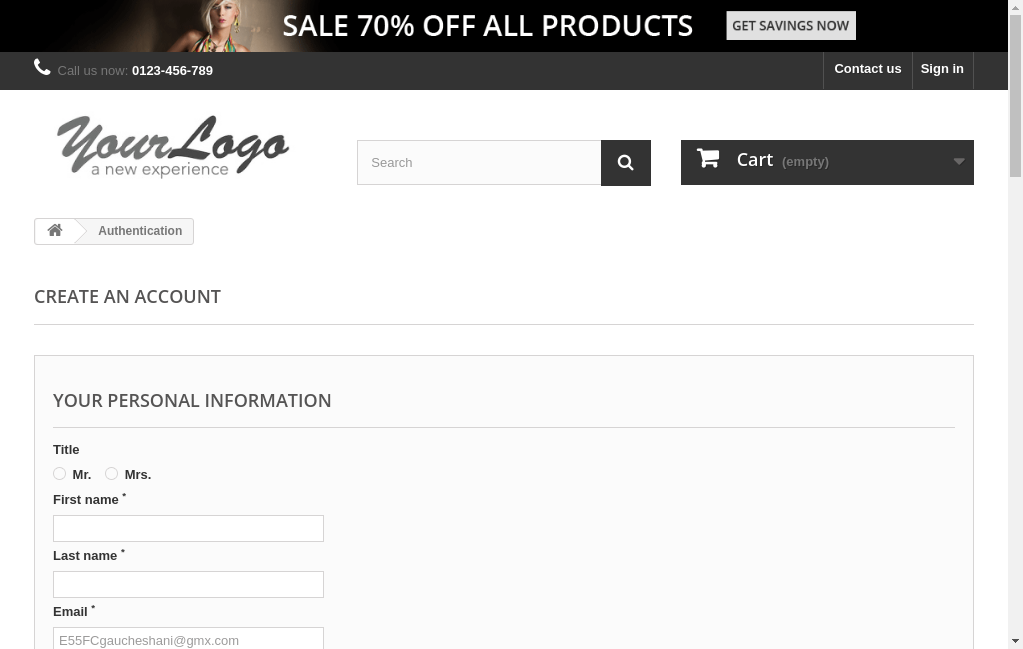 SALE 70% OFF ALL PRODUCTS GET SAVINGS NOW
Call us now: 0123-456-789 Contact us Sign in
YourLogo
a new experience
Search
Cart (empty)
Authentication
CREATE AN ACCOUNT
YOUR PERSONAL INFORMATION
Title
Mr. Mrs.
First name *
Last name *
Email *
E55FCgaucheshani@gmx.com